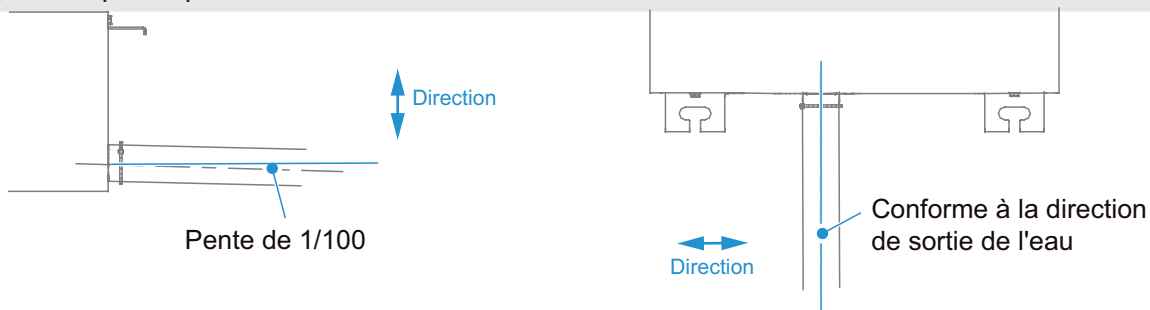 Direction
Pente de 1/100
Conforme à la direction
de sortie de l'eau
Direction